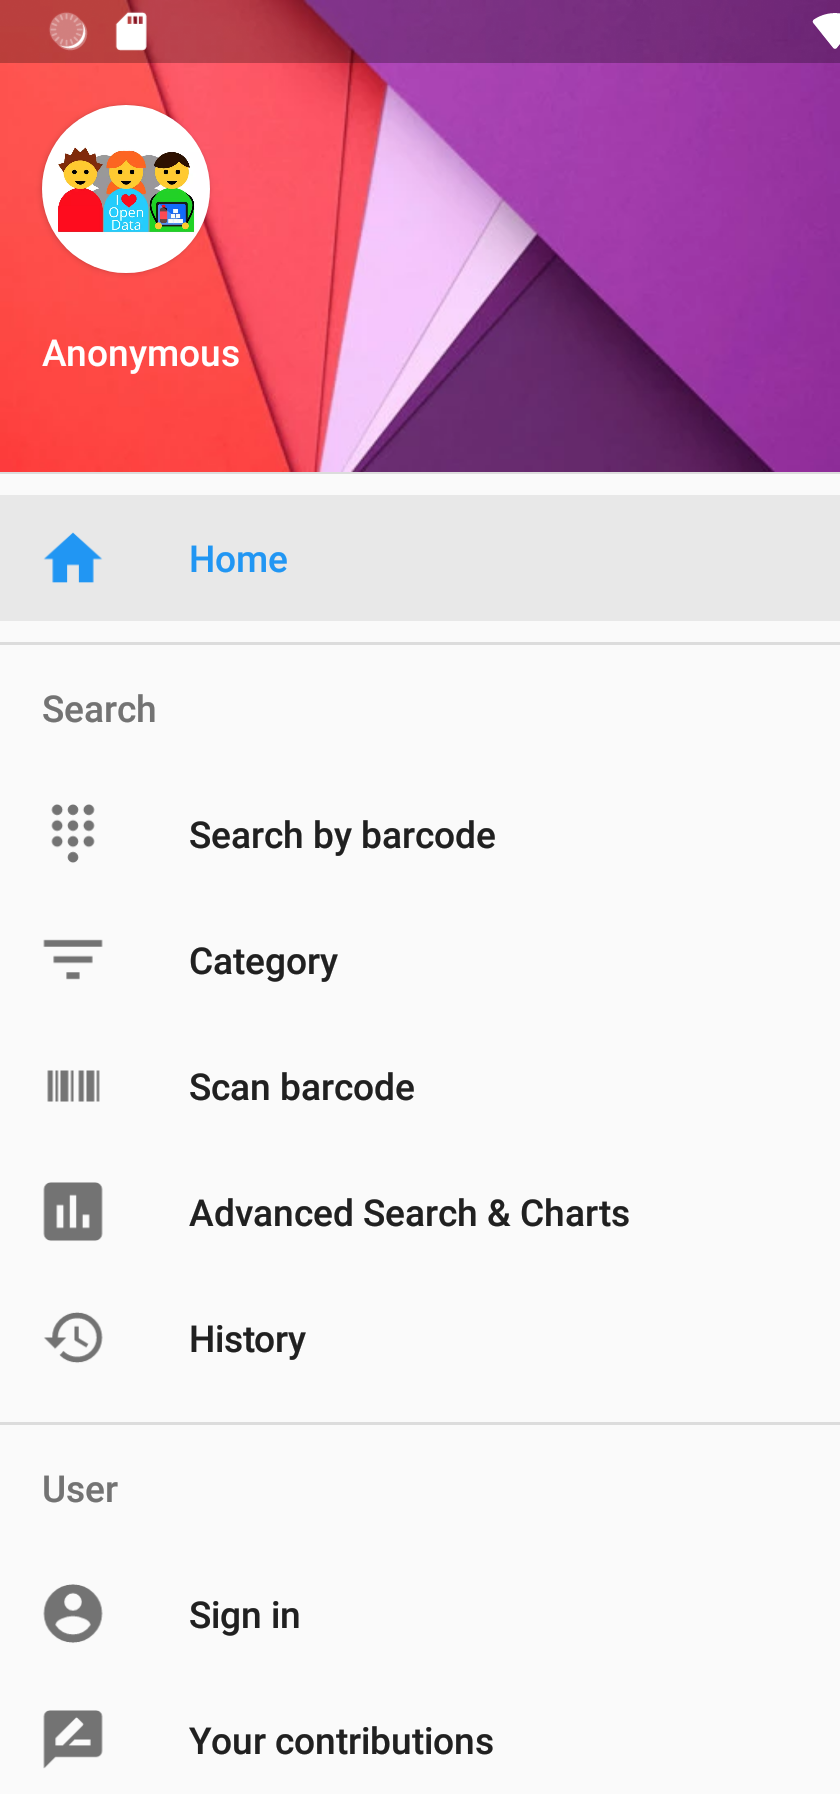 I
Open
Data
Anonymous
Home
Search
Search by barcode
Category
Scan barcode
Advanced Search & Charts
History
User
Sign in
Your contributions